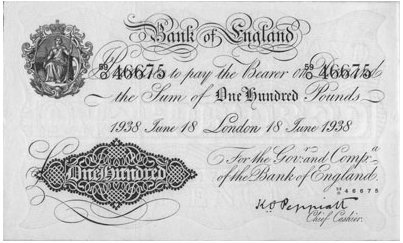 Bank of England
59/O 46675 to pay the Bearer on 59/O 46675
the Sum of One Hundred Pounds
1938 June 18 London 18 June 1938
For the Gov.r and Comp.a
of the Bank of England.
One Hundred
46675
K.O. Peppiatt
Chief Cashier.